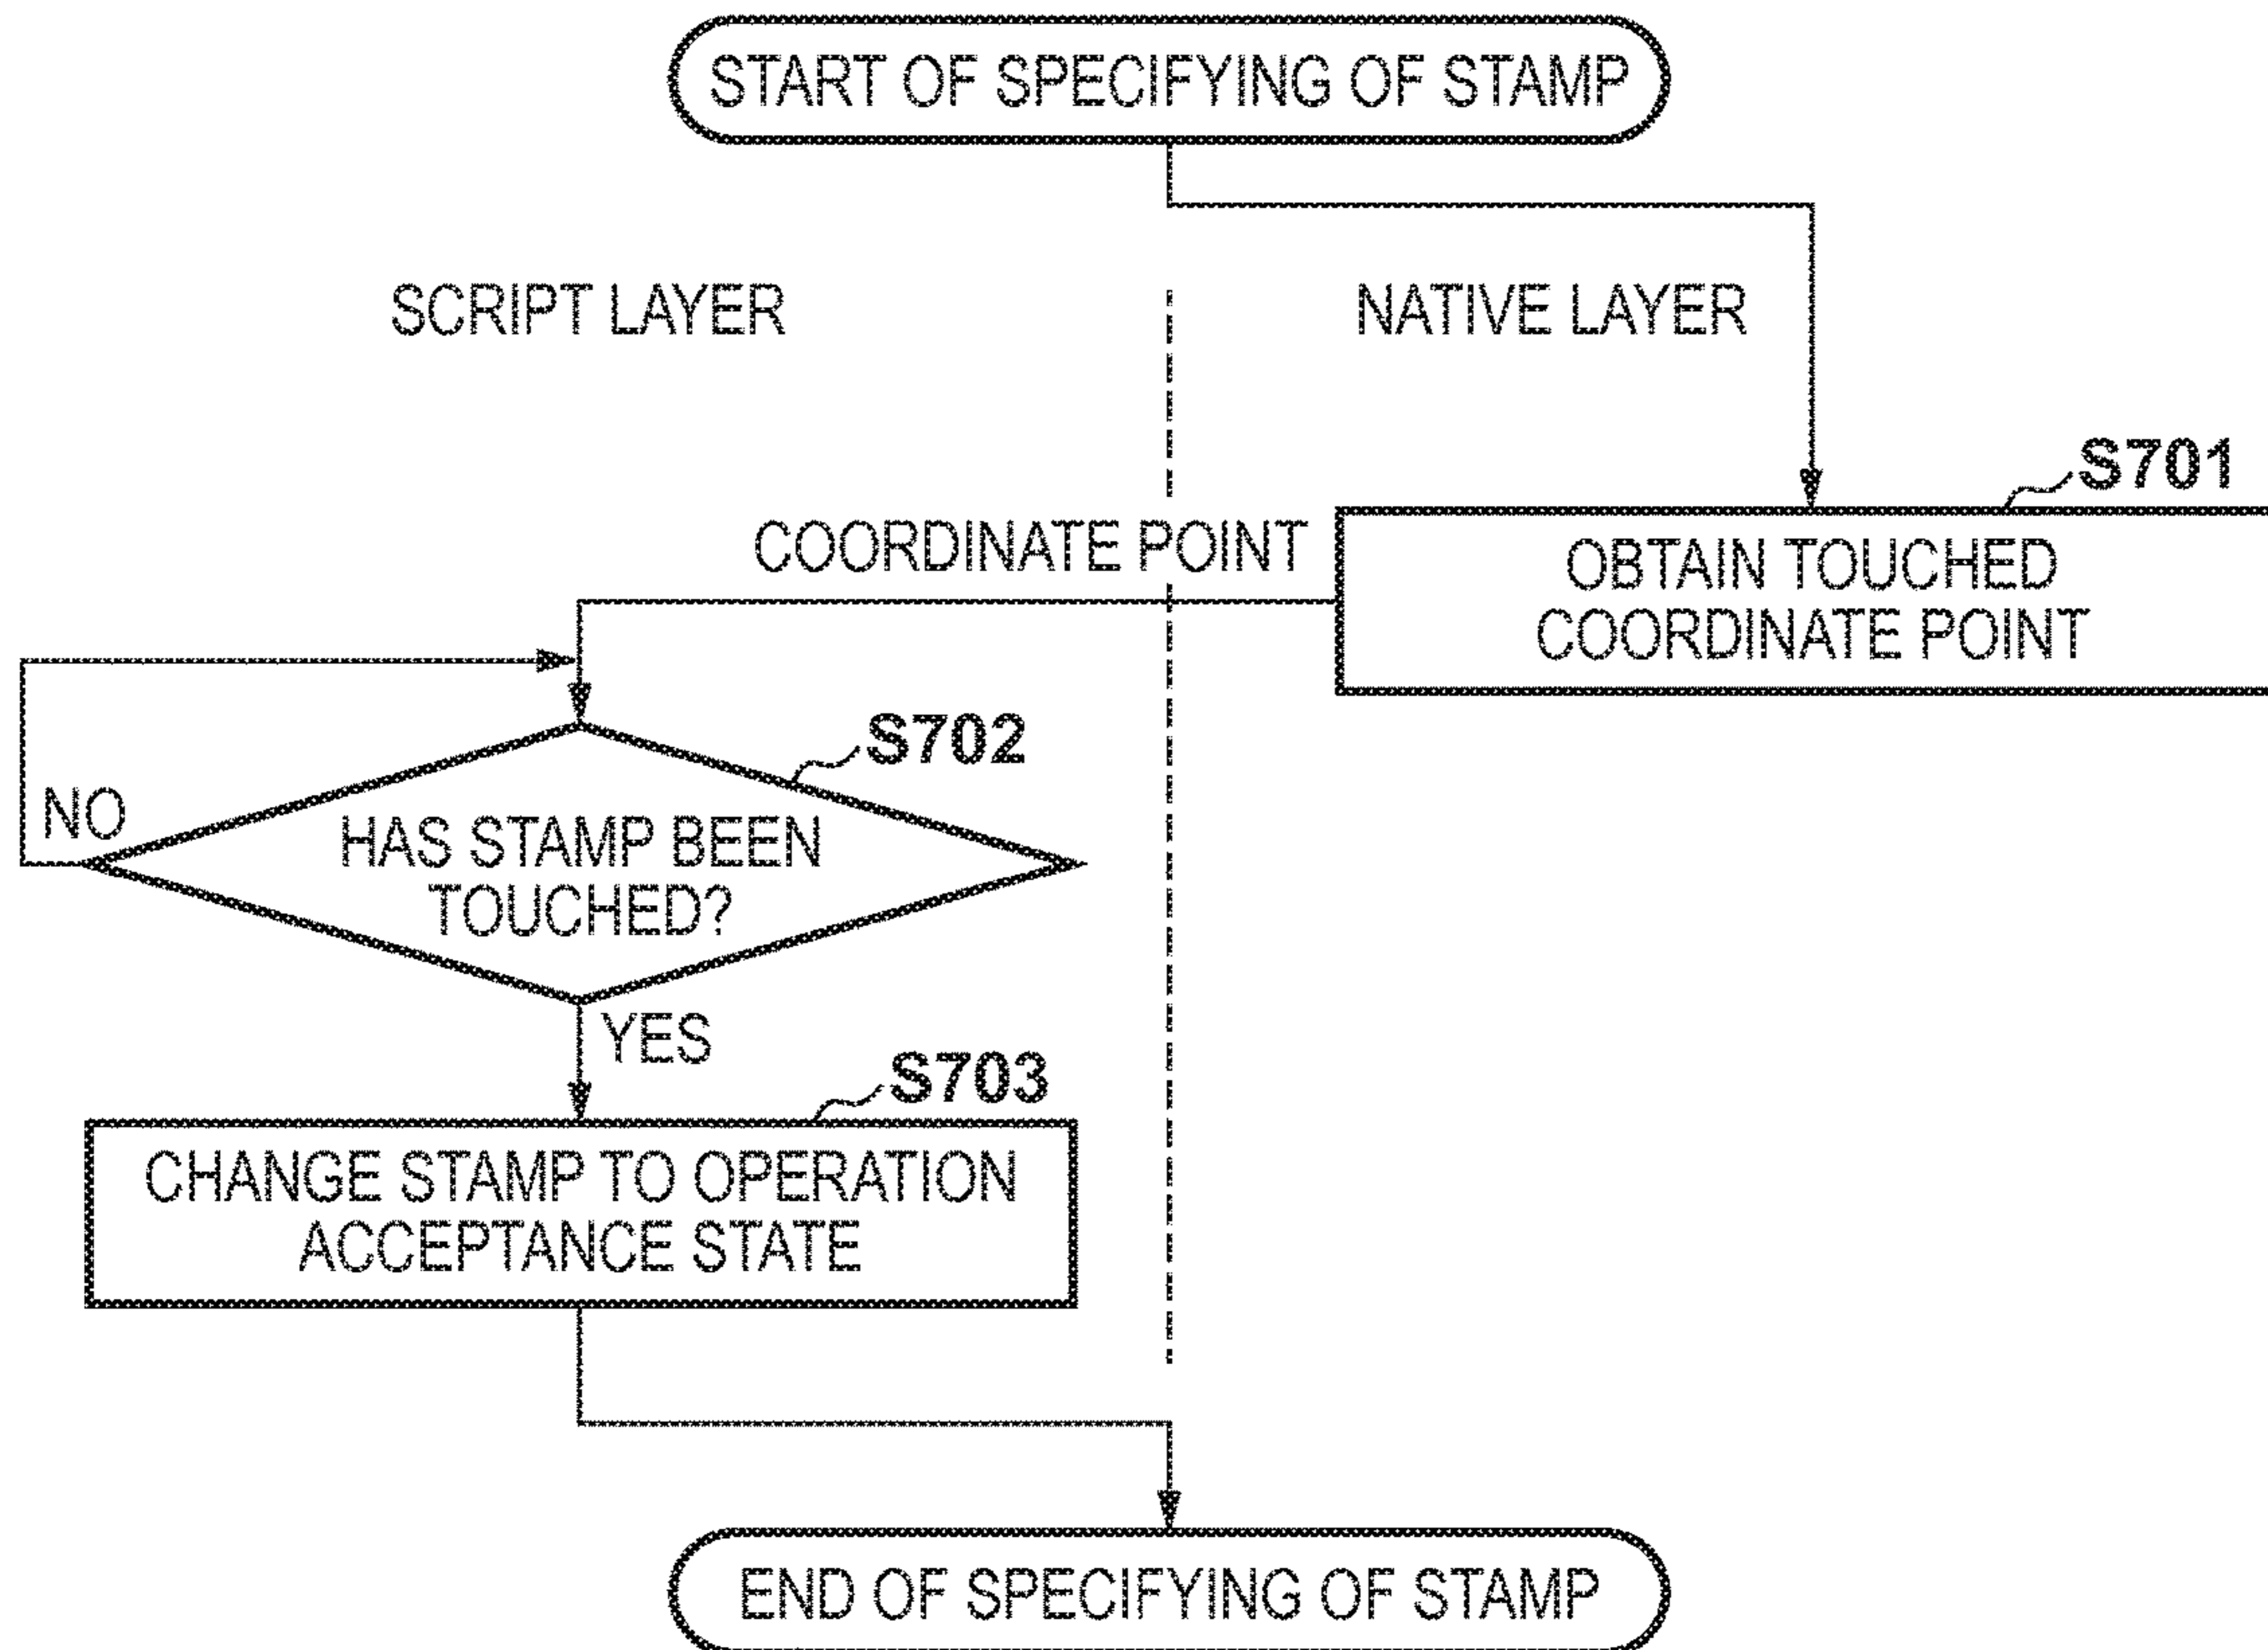 START OF SPECIFYING OF STAMP
SCRIPT LAYER
NATIVE LAYER
S701
COORDINATE POINT
OBTAIN TOUCHED
COORDINATE POINT
S702
NO
HAS STAMP BEEN
TOUCHED?
YES
S703
CHANGE STAMP TO OPERATION
ACCEPTANCE STATE
END OF SPECIFYING OF STAMP